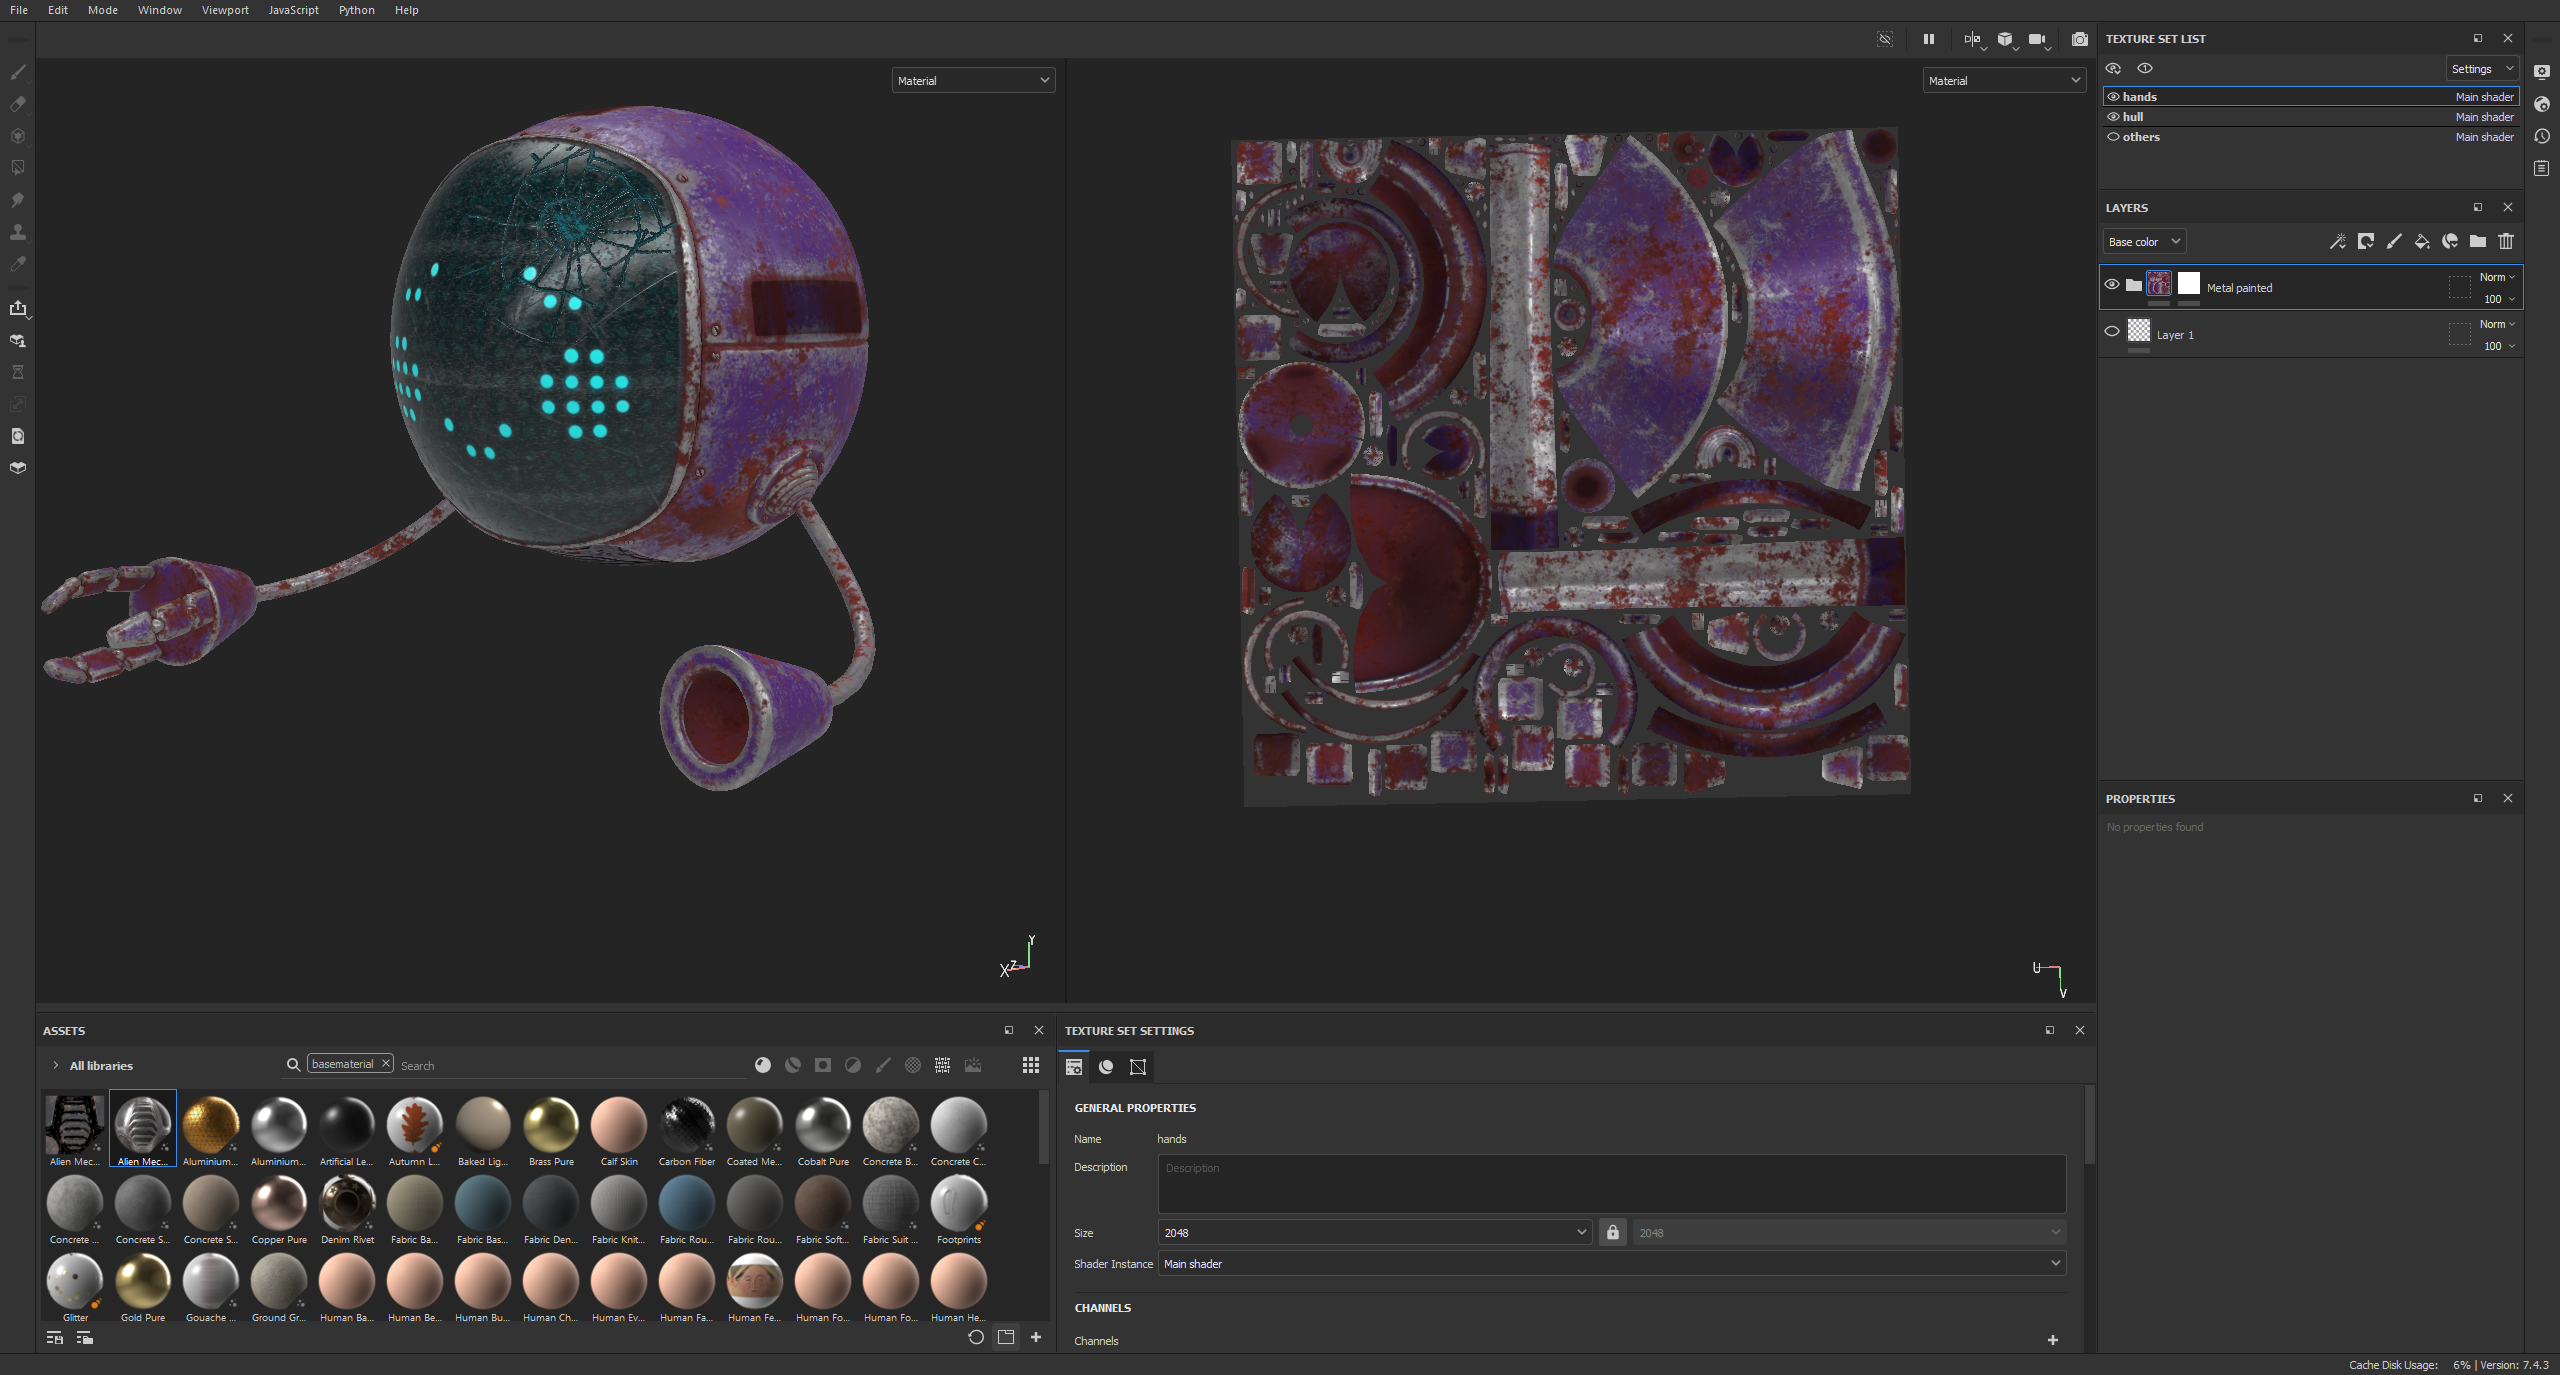 File Edit Mode Window Viewport JavaScript Python Help
Material
Material
X Z Y
U V
TEXTURE SET LIST
Settings
hands Main shader
hull Main shader
others Main shader
LAYERS
Base color
Metal painted Norm 100
Layer 1 Norm 100
PROPERTIES
No properties found
ASSETS
All libraries basematerial Search
Alien Mec... Alien Mec... Aluminium... Aluminium... Artificial Le... Autumn L... Baked Lig... Brass Pure Calf Skin Carbon Fiber Coated Me... Cobalt Pure Concrete B... Concrete C...
Concrete ... Concrete S... Concrete S... Copper Pure Denim Rivet Fabric Ba... Fabric Bas... Fabric Den... Fabric Knit... Fabric Rou... Fabric Rou... Fabric Soft... Fabric Suit ... Footprints
Glitter Gold Pure Gouache ... Ground Gr... Human Ba... Human Be... Human Bu... Human Ch... Human Ev... Human Fa... Human Fe... Human Fo... Human Fo... Human He...
TEXTURE SET SETTINGS
GENERAL PROPERTIES
Name hands
Description Description
Size 2048 2048
Shader Instance Main shader
CHANNELS
Channels
Cache Disk Usage: 6% | Version: 7.4.3